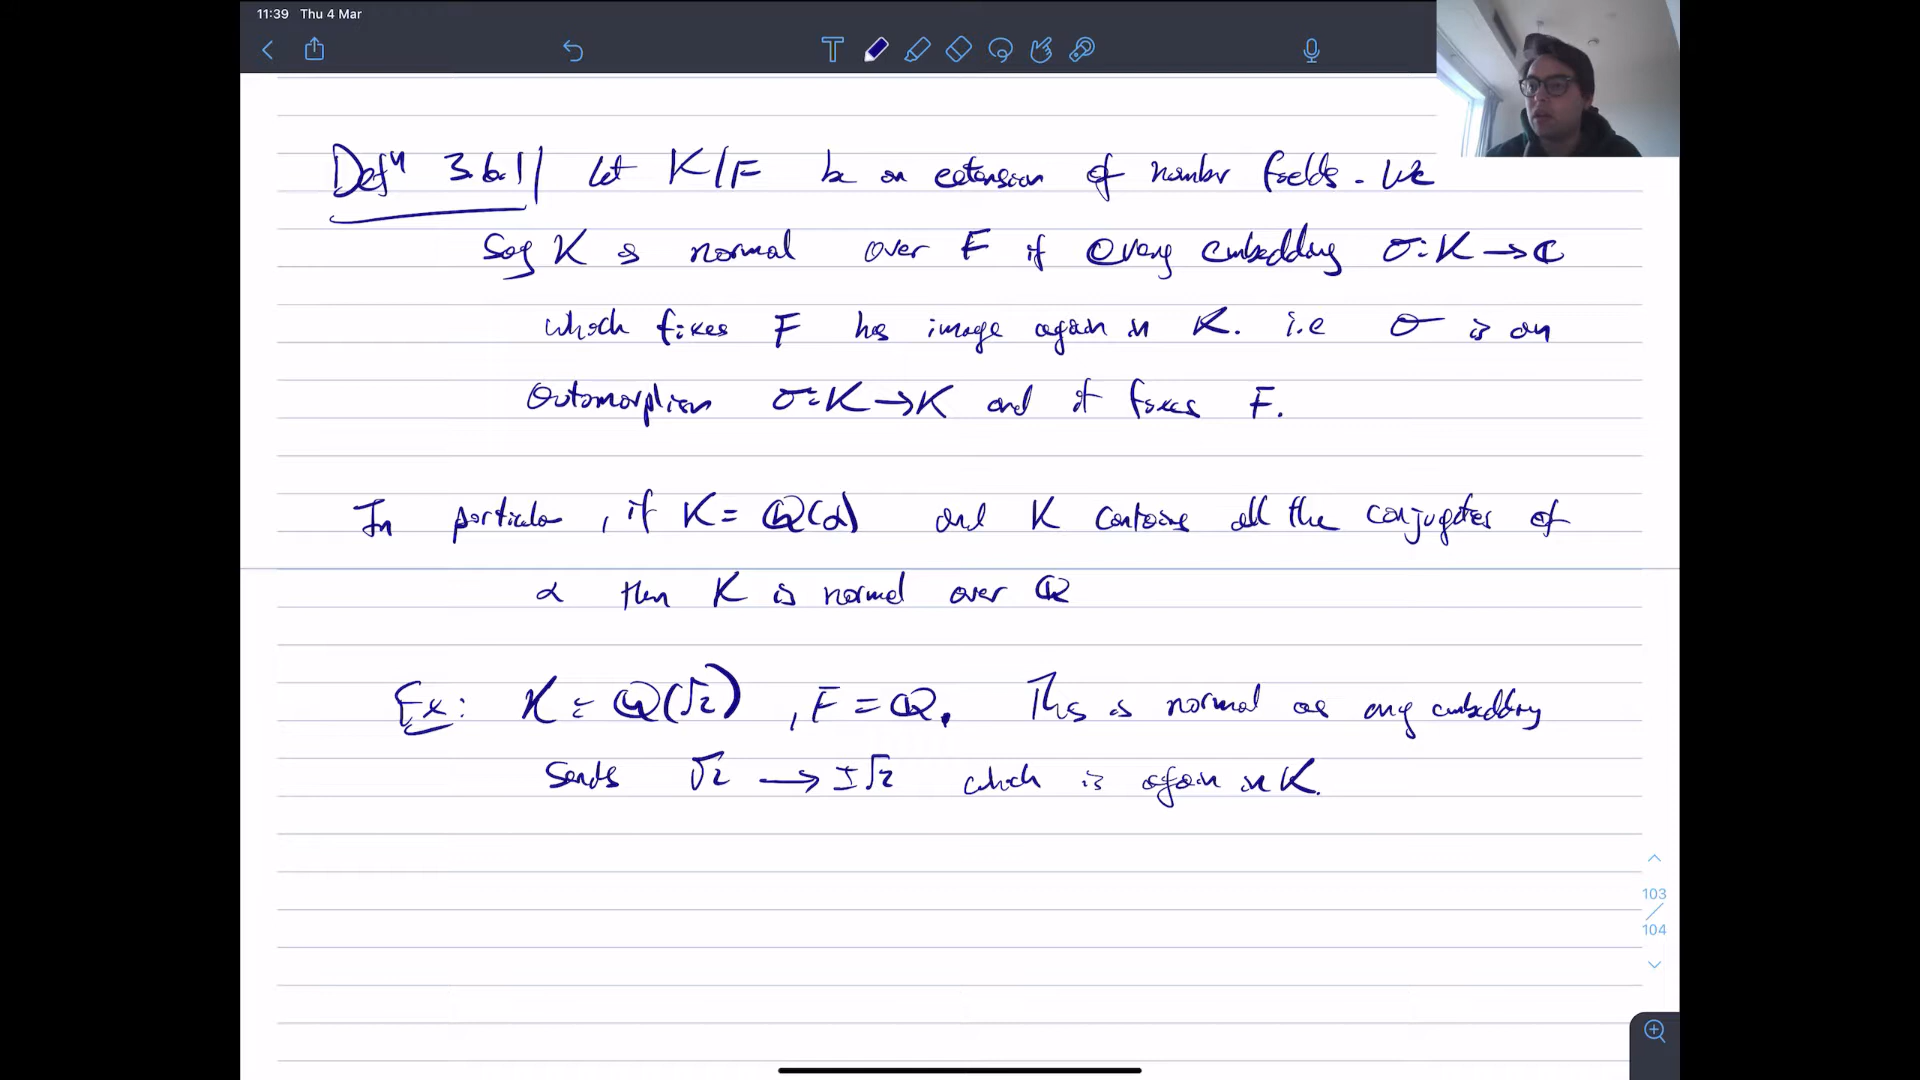 11:39 Thu 4 Mar
Defⁿ 3.6.1| Let K/F be an extension of number fields. We
Say K is normal over F if every embedding σ: K → ℂ
which fixes F has image again in K. i.e σ is an
automorphism σ: K → K and it fixes F.
In particular, if K = ℚ(α) and K contains all the conjugates of
α then K is normal over ℚ
Ex: K = ℚ(√2), F = ℚ. This is normal as any embedding
Sends √2 → ±√2 which is again in K.
103
/
104